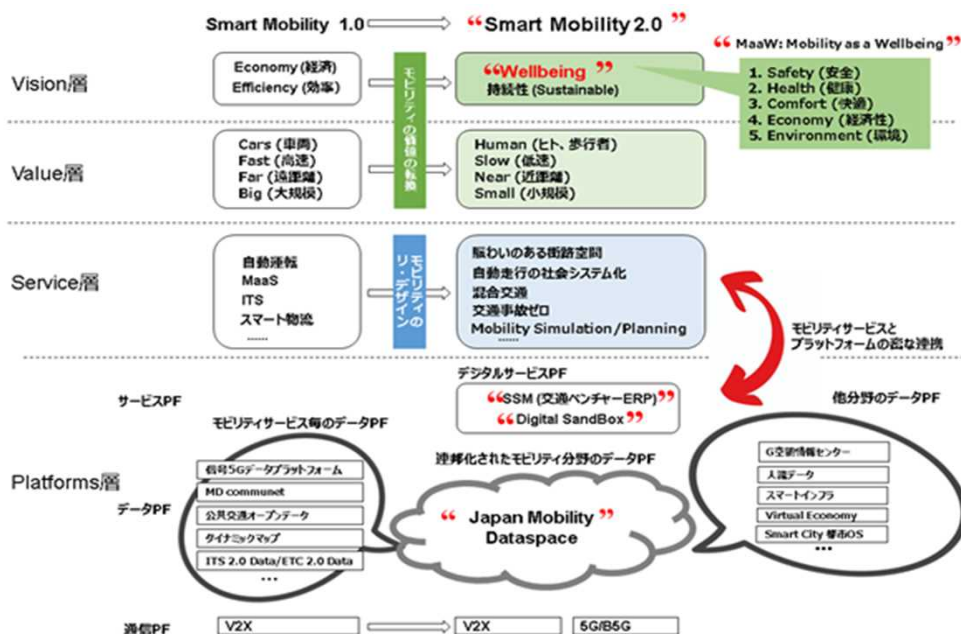 Smart Mobility 1.0
“Smart Mobility 2.0”
“MaaW: Mobility as a Wellbeing”
Vision層
Economy (経済)
Efficiency (効率)
モビリティの価値の転換
“Wellbeing”
持続性 (Sustainable)
1. Safety (安全)
2. Health (健康)
3. Comfort (快適)
4. Economy (経済性)
5. Environment (環境)
Value層
Cars (車両)
Fast (高速)
Far (遠距離)
Big (大規模)
Human (ヒト、歩行者)
Slow (低速)
Near (近距離)
Small (小規模)
Service層
自動運転
MaaS
ITS
スマート物流
......
モビリティの
リ・デザイン
賑わいのある街路空間
自動走行の社会システム化
混合交通
交通事故ゼロ
Mobility Simulation/Planning
......
モビリティサービスと
プラットフォームの密な連携
Platforms層
サービスPF
デジタルサービスPF
“SSM (交通ベンチャーERP)”
“Digital SandBox”
モビリティサービス毎のデータPF
他分野のデータPF
データPF
信号5Gデータプラットフォーム
MD communet
公共交通オープンデータ
ダイナミックマップ
ITS 2.0 Data/ETC 2.0 Data
...
連邦化されたモビリティ分野のデータPF
“Japan Mobility”
Dataspace
G空間情報センター
人流データ
スマートインフラ
Virtual Economy
Smart City 都市OS
...
通信PF
V2X
V2X
5G/B5G